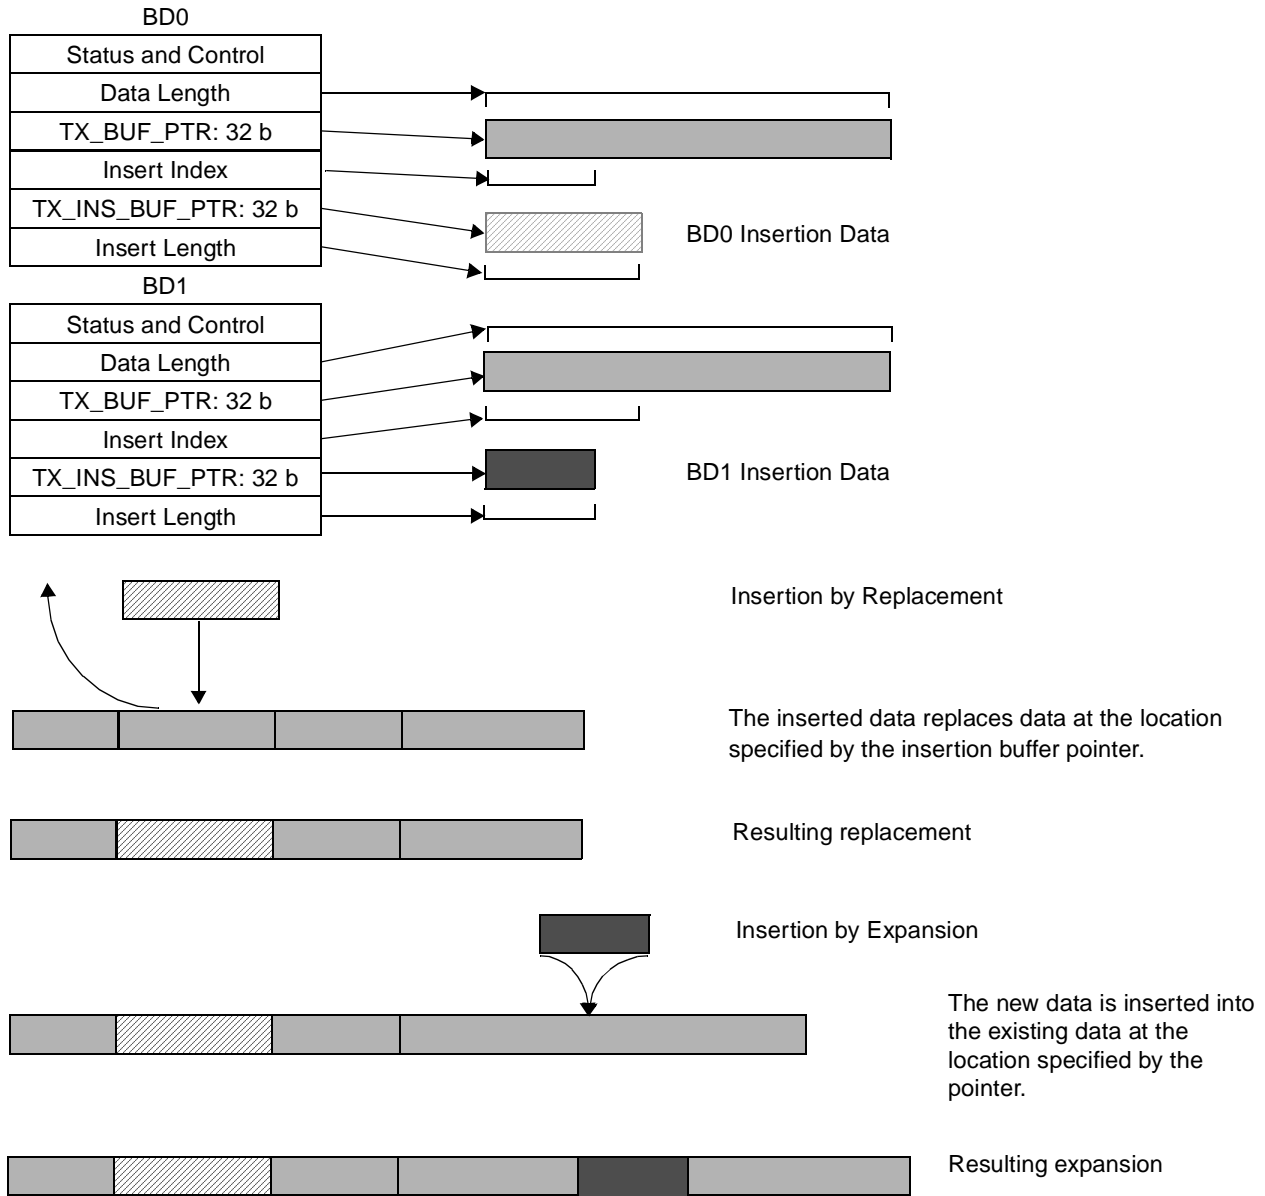 BD0
Status and Control
Data Length
TX_BUF_PTR: 32 b
Insert Index
TX_INS_BUF_PTR: 32 b
Insert Length
BD0 Insertion Data
BD1
Status and Control
Data Length
TX_BUF_PTR: 32 b
Insert Index
TX_INS_BUF_PTR: 32 b
Insert Length
BD1 Insertion Data
Insertion by Replacement
The inserted data replaces data at the location
specified by the insertion buffer pointer.
Resulting replacement
Insertion by Expansion
The new data is inserted into
the existing data at the
location specified by the
pointer.
Resulting expansion